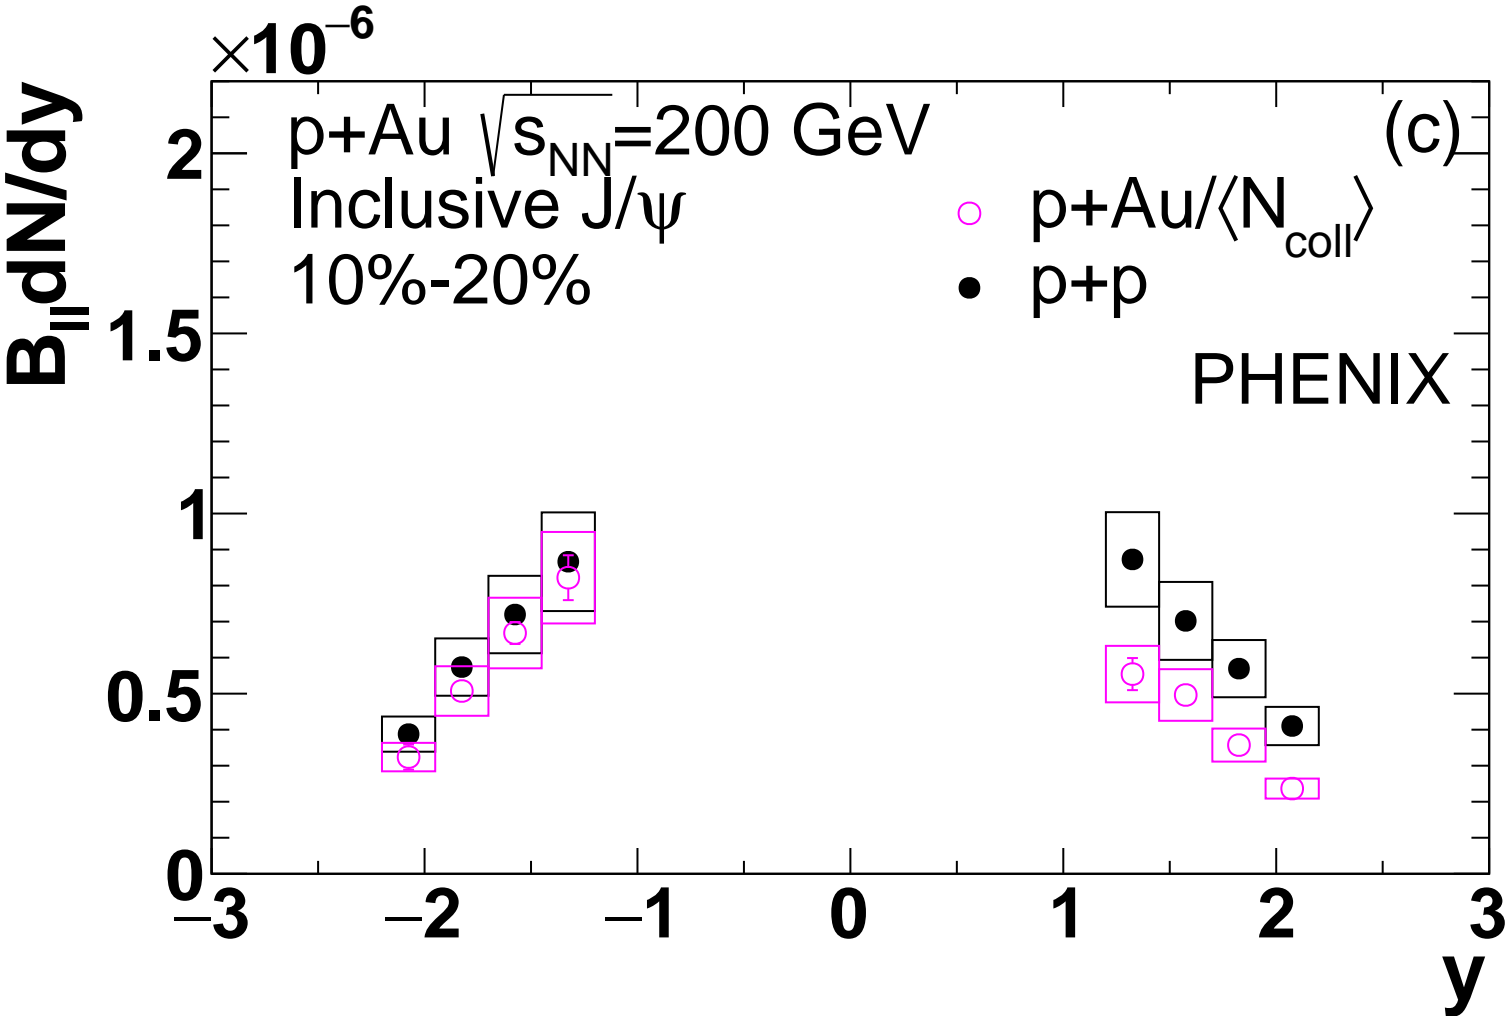 ×10⁻⁶
B_ll dN/dy
p+Au √s_NN=200 GeV
(c)
Inclusive J/ψ
10%-20%
p+Au/⟨N_coll⟩
p+p
PHENIX
2
1.5
1
0.5
0
−3 −2 −1 0 1 2 3
y